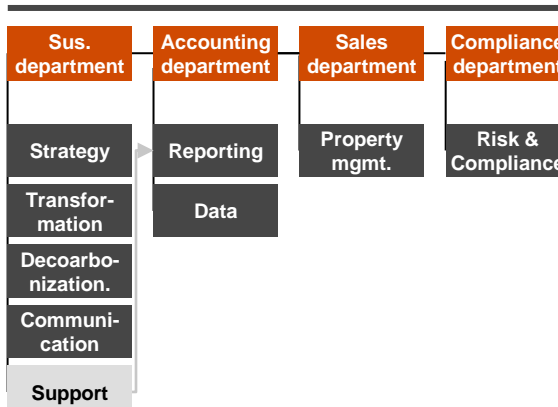 Sus.
department
Accounting
department
Sales
department
Compliance
department
Strategy
Transfor-
mation
Decoarbo-
nization.
Communi-
cation
Support
Reporting
Data
Property
mgmt.
Risk &
Compliance